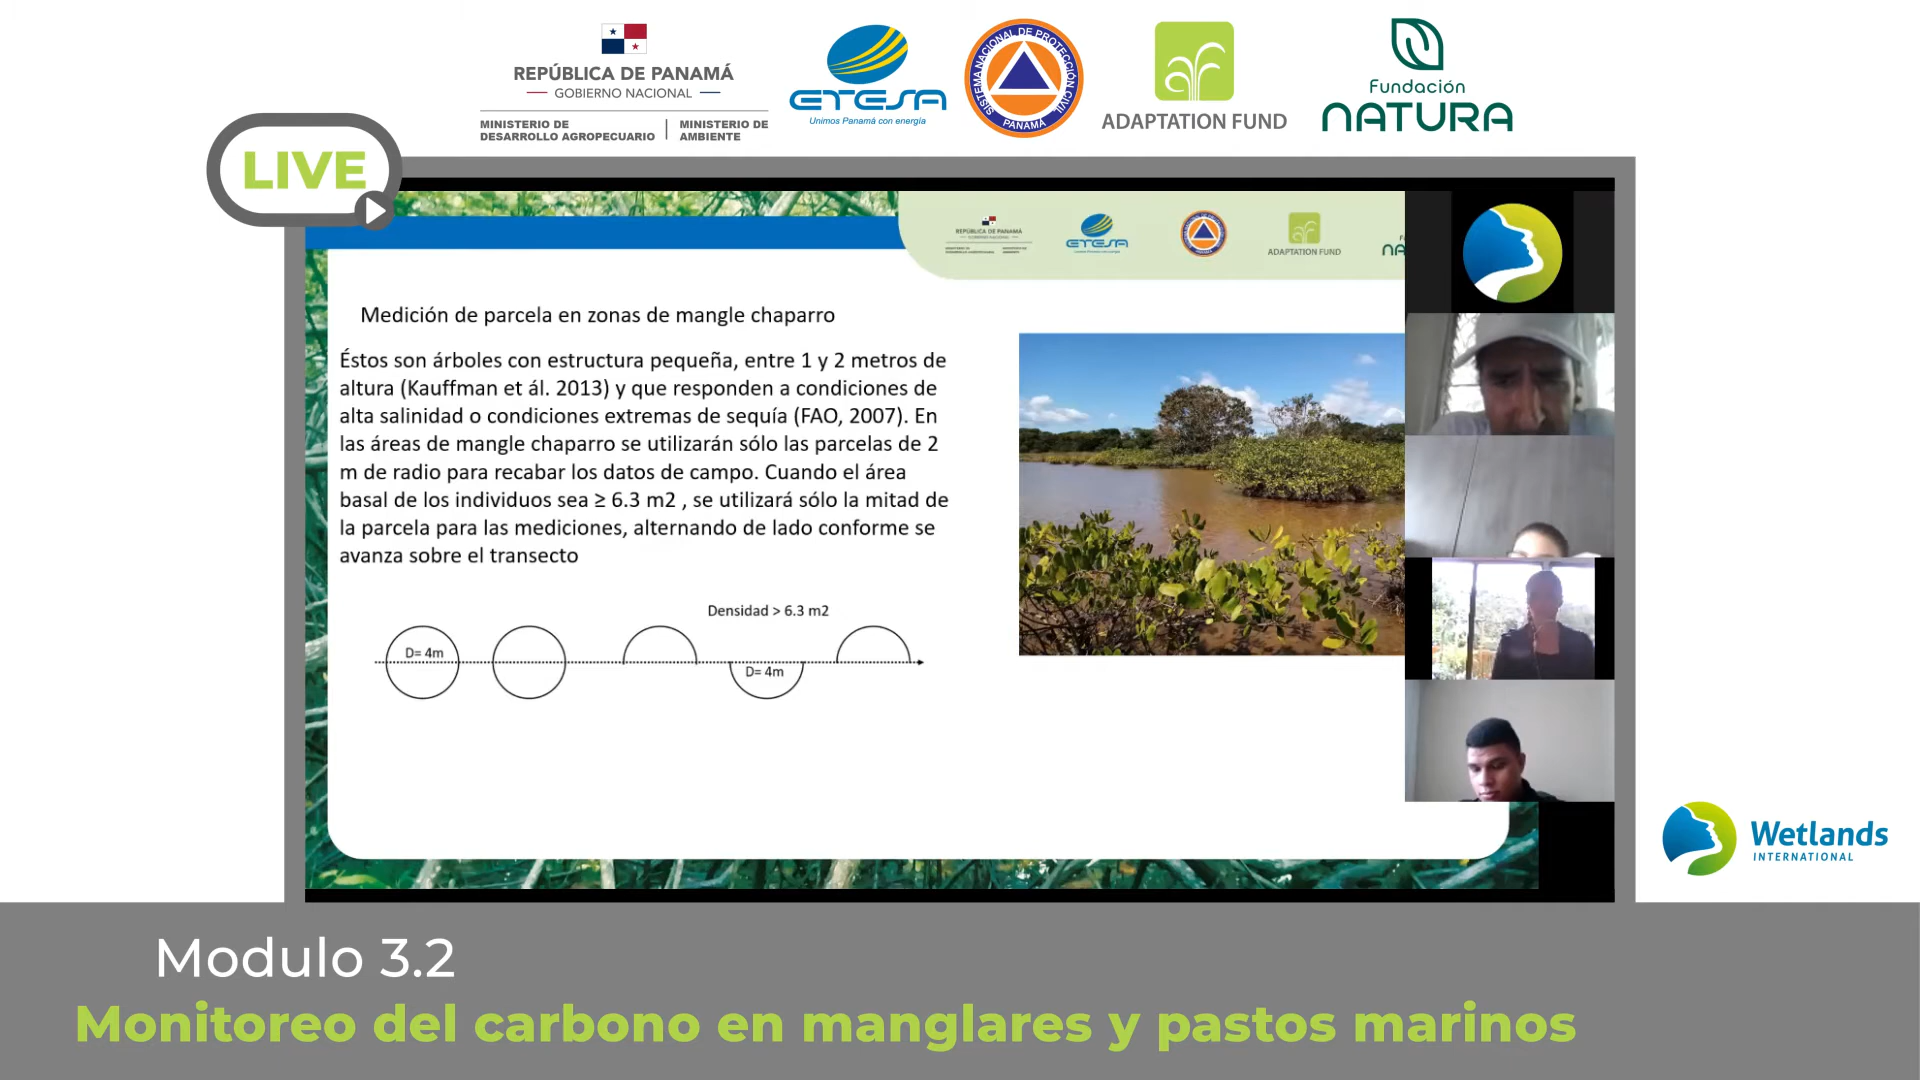 REPÚBLICA DE PANAMÁ
GOBIERNO NACIONAL
MINISTERIO DE
DESARROLLO AGROPECUARIO
MINISTERIO DE
AMBIENTE
ETESA
Unimos Panamá con energía
SISTEMA NACIONAL DE PROTECCIÓN CIVIL
PANAMÁ
ADAPTATION FUND
Fundación
NATURA
LIVE
REPÚBLICA DE PANAMÁ
ETESA
ADAPTATION FUND
Medición de parcela en zonas de mangle chaparro
Éstos son árboles con estructura pequeña, entre 1 y 2 metros de
altura (Kauffman et ál. 2013) y que responden a condiciones de
alta salinidad o condiciones extremas de sequía (FAO, 2007). En
las áreas de mangle chaparro se utilizarán sólo las parcelas de 2
m de radio para recabar los datos de campo. Cuando el área
basal de los individuos sea ≥ 6.3 m2 , se utilizará sólo la mitad de
la parcela para las mediciones, alternando de lado conforme se
avanza sobre el transecto
Densidad > 6.3 m2
D= 4m
D= 4m
Wetlands
INTERNATIONAL
Modulo 3.2
Monitoreo del carbono en manglares y pastos marinos